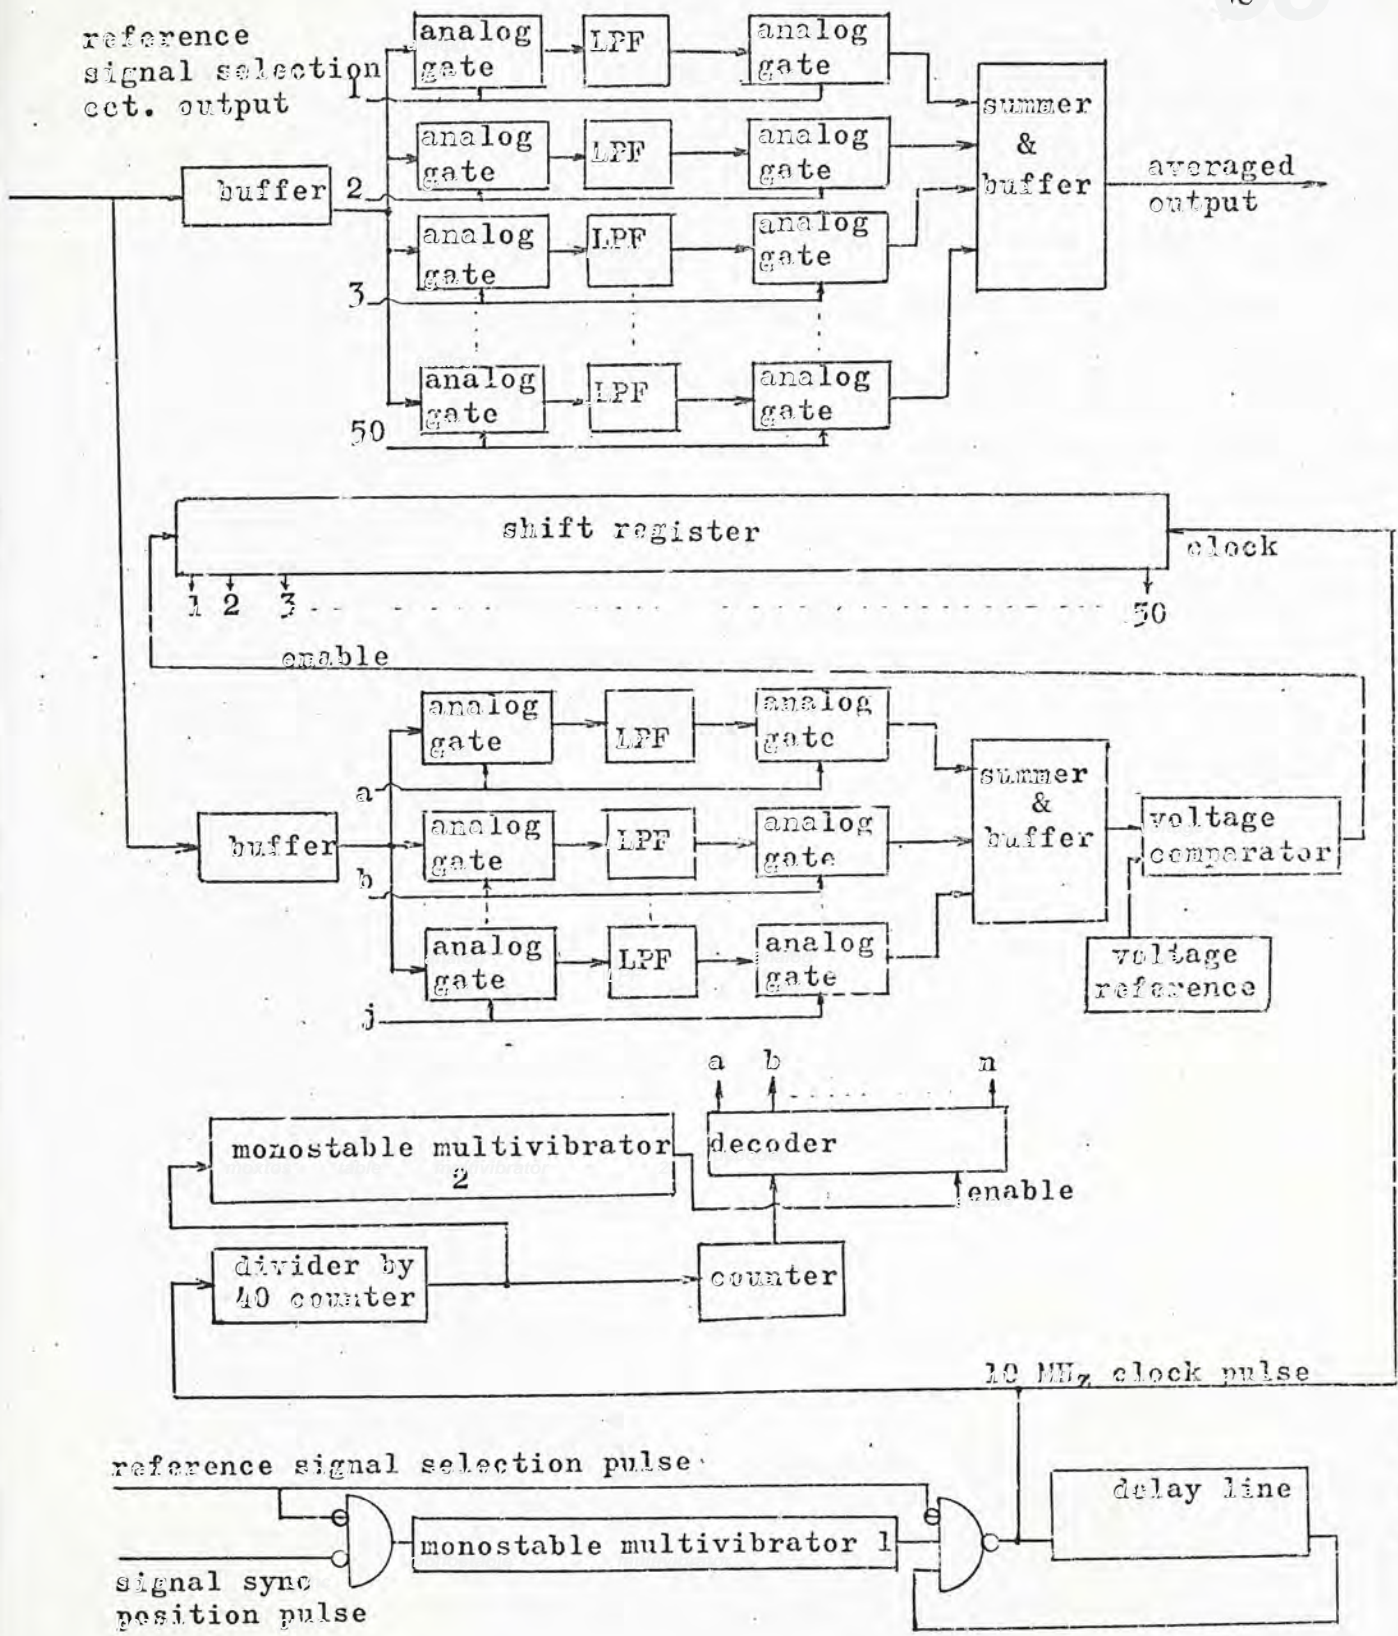 reference
signal selection
cct. output
1
analog
gate
LPF
analog
gate
summer
&
buffer
averaged
output
buffer
2
analog
gate
LPF
analog
gate
3
analog
gate
LPF
analog
gate
50
analog
gate
LPF
analog
gate
shift register
clock
1 2 3 50
enable
analog
gate
LPF
analog
gate
a
buffer
analog
gate
LPF
analog
gate
b
analog
gate
LPF
analog
gate
j
summer
&
buffer
voltage
comparator
voltage
reference
a b n
monostable multivibrator
2
decoder
enable
divider by
40 counter
counter
10 MHz clock pulse
reference signal selection pulse
delay line
monostable multivibrator 1
signal sync
position pulse